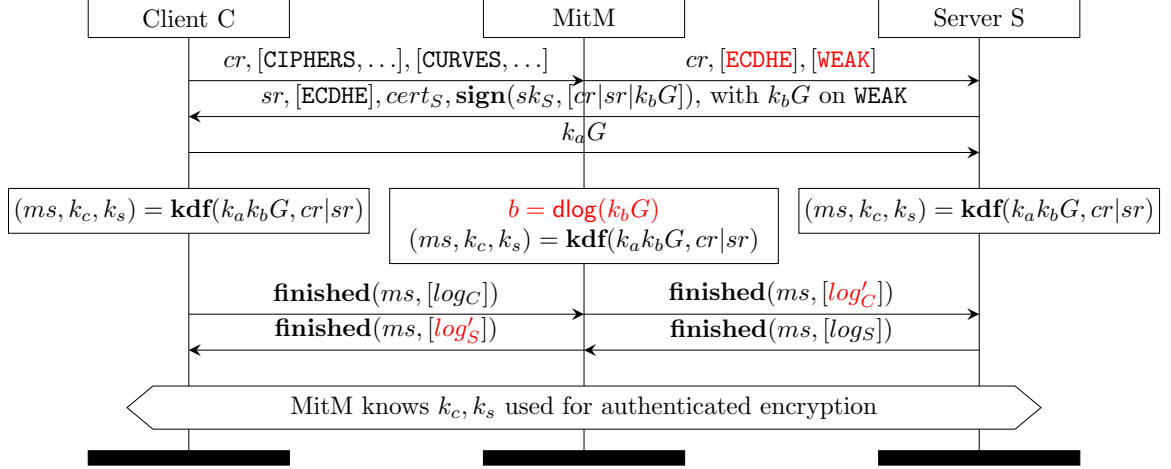 Client C
MitM
Server S
cr, [CIPHERS, …], [CURVES, …]
cr, [ECDHE], [WEAK]
sr, [ECDHE], cert_S, sign(sk_S, [cr|sr|k_bG]), with k_bG on WEAK
k_aG
(ms, k_c, k_s) = kdf(k_ak_bG, cr|sr)
b = dlog(k_bG)
(ms, k_c, k_s) = kdf(k_ak_bG, cr|sr)
(ms, k_c, k_s) = kdf(k_ak_bG, cr|sr)
finished(ms, [log_C])
finished(ms, [log′_C])
finished(ms, [log′_S])
finished(ms, [log_S])
MitM knows k_c, k_s used for authenticated encryption